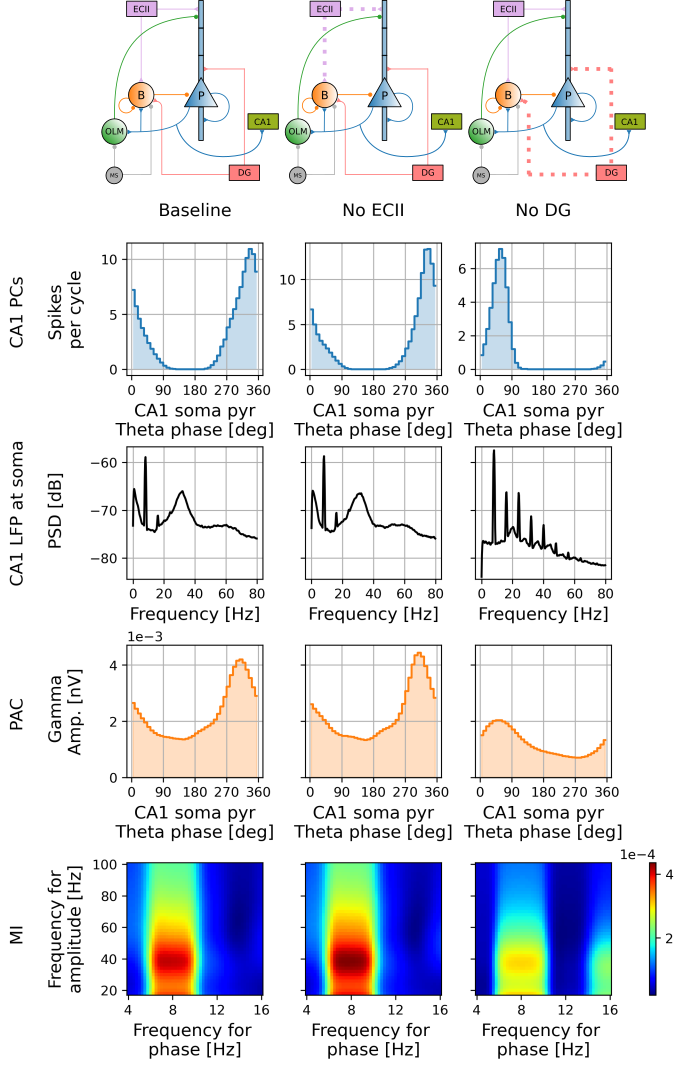 ECII ECII ECII
B P B P B P
CA1 CA1 CA1
OLM OLM OLM
MS DG MS DG MS DG
Baseline No ECII No DG
CA1 PCs
Spikes
per cycle
10
5
0
10
5
0
6
4
2
0
0 90 180 270 360 0 90 180 270 360 0 90 180 270 360
CA1 soma pyr CA1 soma pyr CA1 soma pyr
Theta phase [deg] Theta phase [deg] Theta phase [deg]
CA1 LFP at soma
PSD [dB]
−60
−70
−80
0 20 40 60 80 0 20 40 60 80 0 20 40 60 80
Frequency [Hz] Frequency [Hz] Frequency [Hz]
1e−3
PAC
Gamma
Amp. [nV]
4
2
0
0 90 180 270 360 0 90 180 270 360 0 90 180 270 360
CA1 soma pyr CA1 soma pyr CA1 soma pyr
Theta phase [deg] Theta phase [deg] Theta phase [deg]
1e−4
MI
Frequency for
amplitude [Hz]
100
80
60
40
20
4
2
4 8 12 16 4 8 12 16 4 8 12 16
Frequency for Frequency for Frequency for
phase [Hz] phase [Hz] phase [Hz]